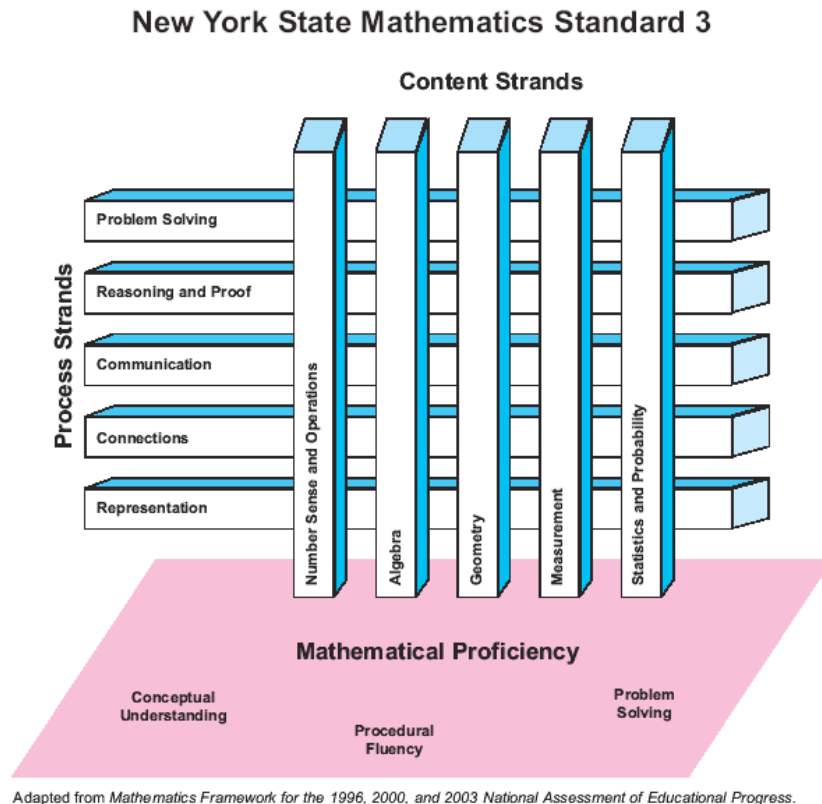 New York State Mathematics Standard 3
Content Strands
Process Strands
Problem Solving
Reasoning and Proof
Communication
Connections
Representation
Number Sense and Operations
Algebra
Geometry
Measurement
Statistics and Probability
Mathematical Proficiency
Conceptual
Understanding
Procedural
Fluency
Problem
Solving
Adapted from Mathematics Framework for the 1996, 2000, and 2003 National Assessment of Educational Progress.